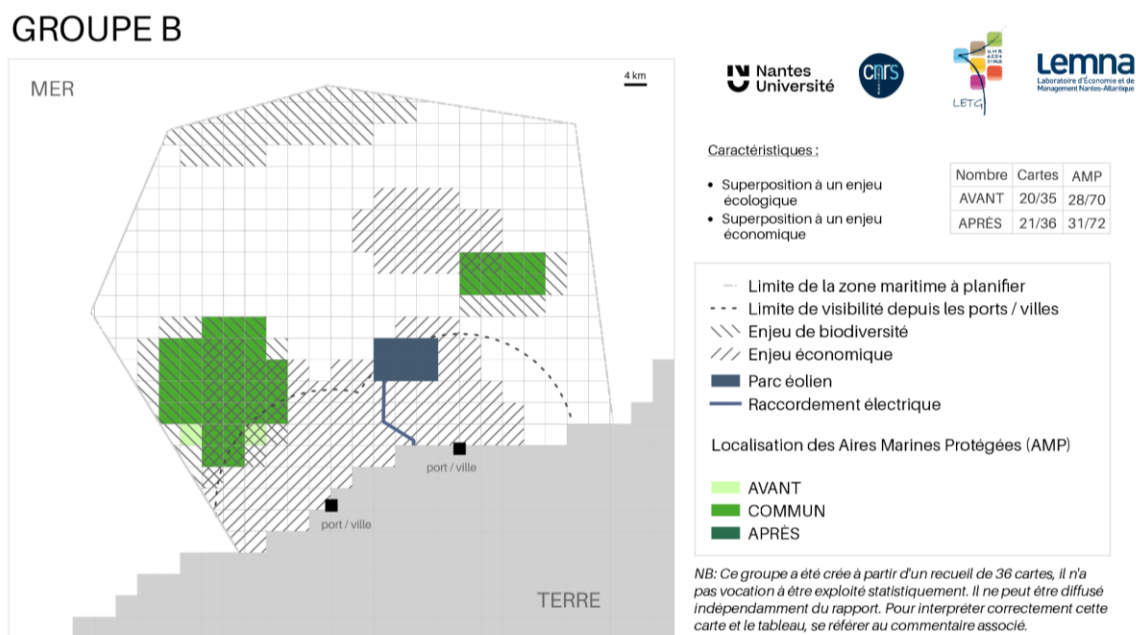 GROUPE B
MER
4 km
Nantes
Université
cnrs
LETG
Lemna
Laboratoire d'Économie et de
Management Nantes-Atlantique
Caractéristiques :
• Superposition à un enjeu
écologique
• Superposition à un enjeu
économique
Nombre Cartes AMP
AVANT 20/35 28/70
APRÈS 21/36 31/72
Limite de la zone maritime à planifier
Limite de visibilité depuis les ports / villes
Enjeu de biodiversité
Enjeu économique
Parc éolien
Raccordement électrique
Localisation des Aires Marines Protégées (AMP)
AVANT
COMMUN
APRÈS
port / ville
port / ville
TERRE
NB: Ce groupe a été crée à partir d'un recueil de 36 cartes, il n'a
pas vocation à être exploité statistiquement. Il ne peut être diffusé
indépendamment du rapport. Pour interpréter correctement cette
carte et le tableau, se référer au commentaire associé.